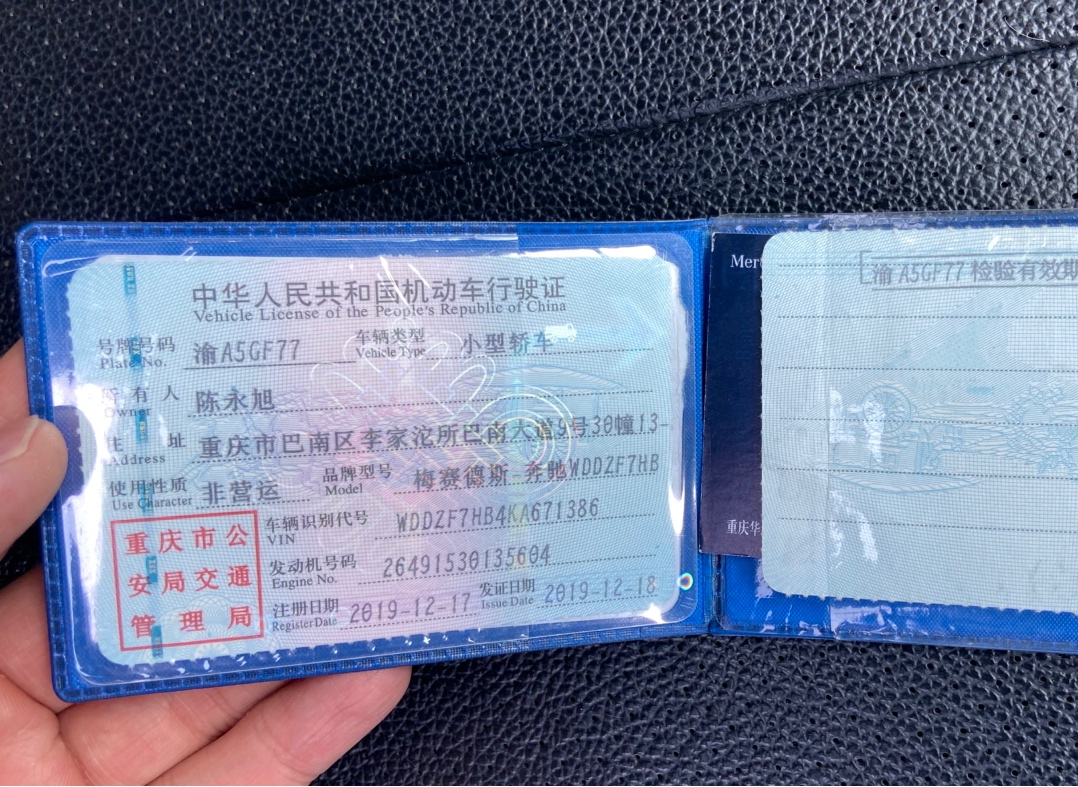 中华人民共和国机动车行驶证
Vehicle License of the People's Republic of China
号牌号码 渝A5GF77 车辆类型 小型轿车
Plate No. Vehicle Type
所有人 陈永旭
Owner
住址 重庆市巴南区李家沱所巴南大道9号30幢13-
Address
使用性质 非营运 品牌型号 梅赛德斯-奔驰WDDZF7HB
Use Character Model
重庆市公
安局交通
管理局
车辆识别代号 WDDZF7HB4KA671386
VIN
发动机号码 26491530135604
Engine No.
注册日期 2019-12-17 发证日期 2019-12-18
Register Date Issue Date
Mer
重庆华
渝A5GF77 检验有效期